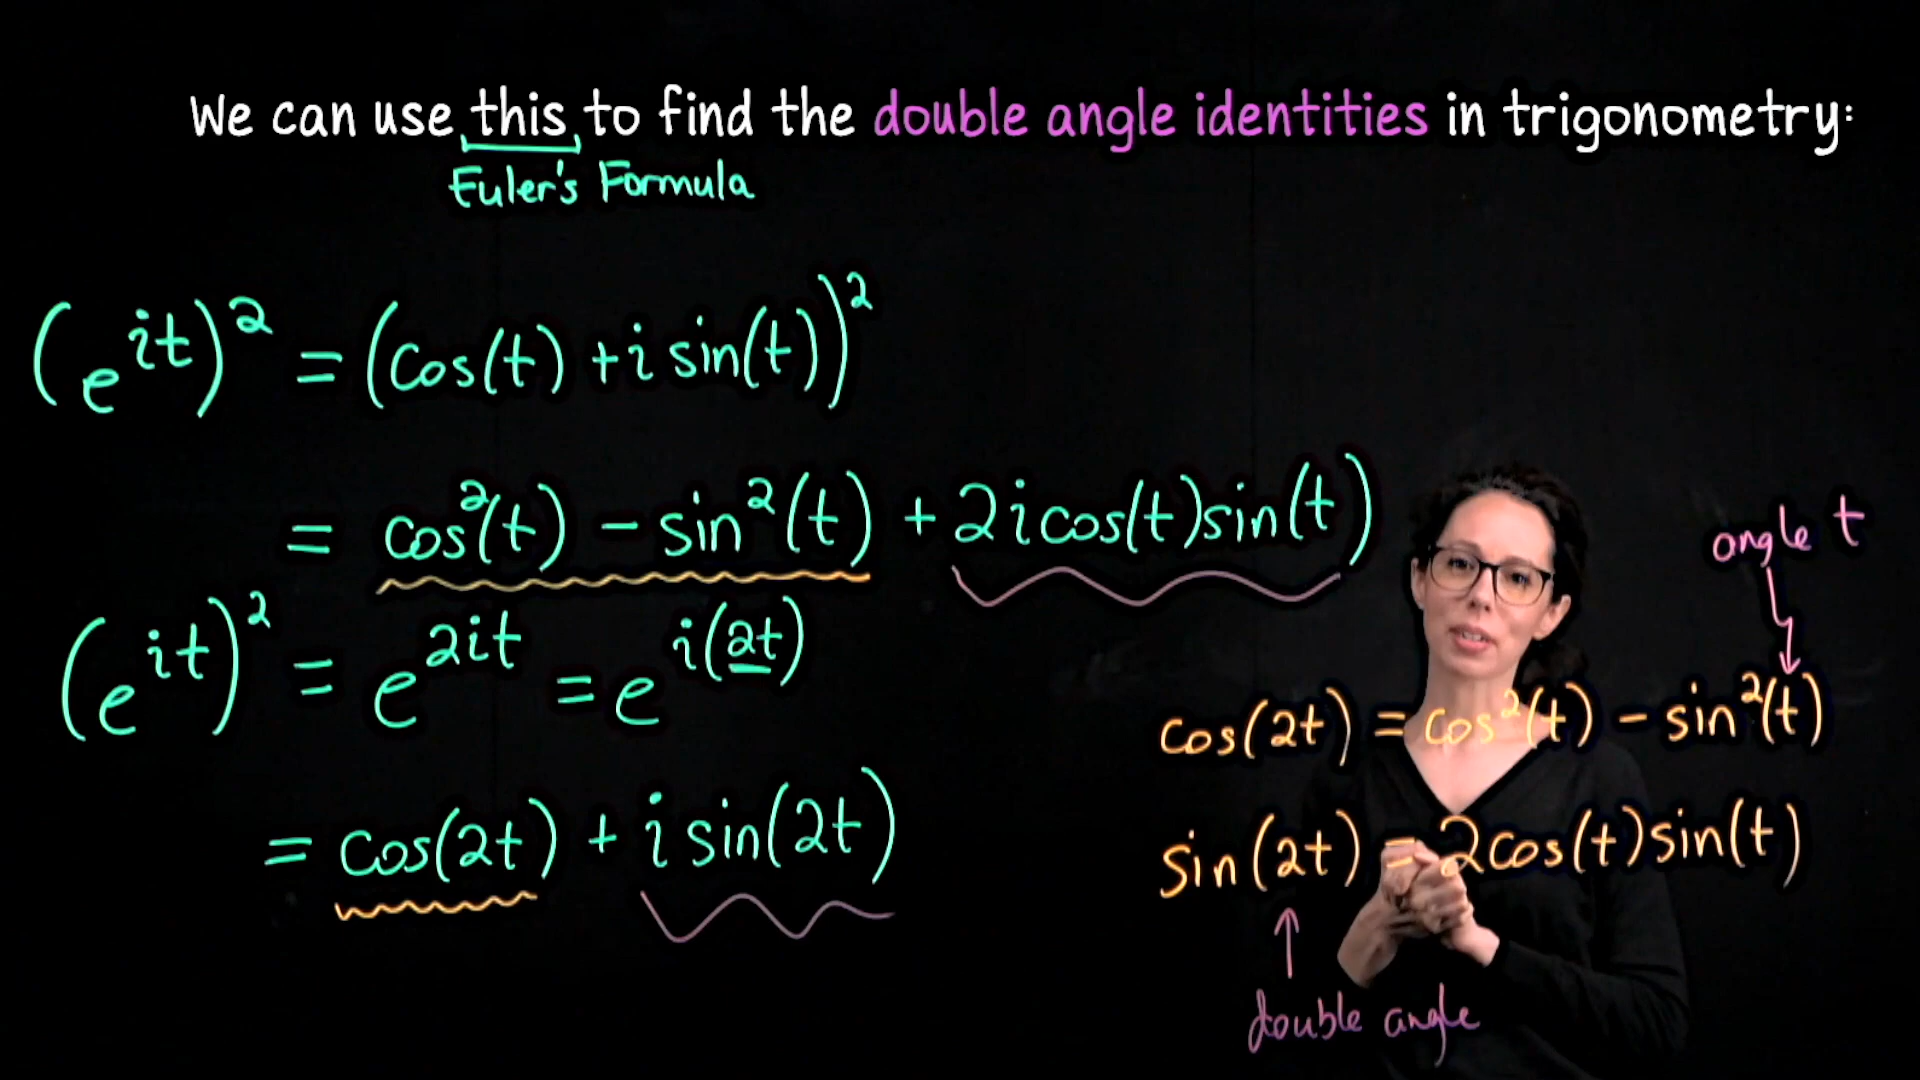 We can use this to find the double angle identities in trigonometry:
Euler's Formula
(e^{it})^2 = (cos(t) + i sin(t))^2
= cos^2(t) - sin^2(t) + 2i cos(t) sin(t)
(e^{it})^2 = e^{2it} = e^{i(2t)}
= cos(2t) + i sin(2t)
angle t
cos(2t) = cos^2(t) - sin^2(t)
sin(2t) = 2cos(t) sin(t)
double angle